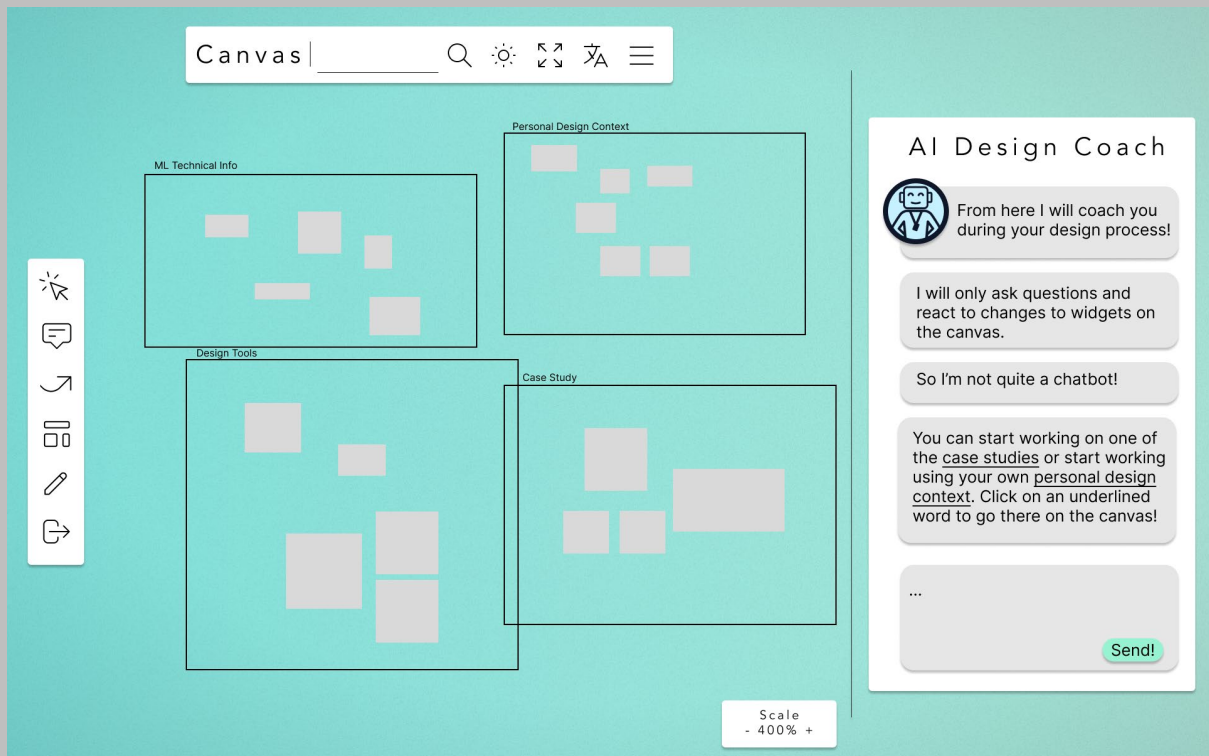 Canvas
Personal Design Context
ML Technical Info
Design Tools
Case Study
Scale
- 400% +
AI Design Coach
From here I will coach you
during your design process!
I will only ask questions and
react to changes to widgets on
the canvas.
So I’m not quite a chatbot!
You can start working on one of
the case studies or start working
using your own personal design
context. Click on an underlined
word to go there on the canvas!
...
Send!